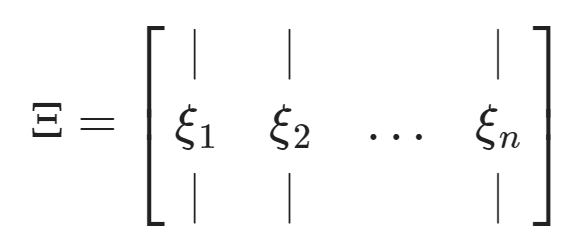 Ξ = [ | | |
ξ₁ ξ₂ … ξₙ
| | | ]